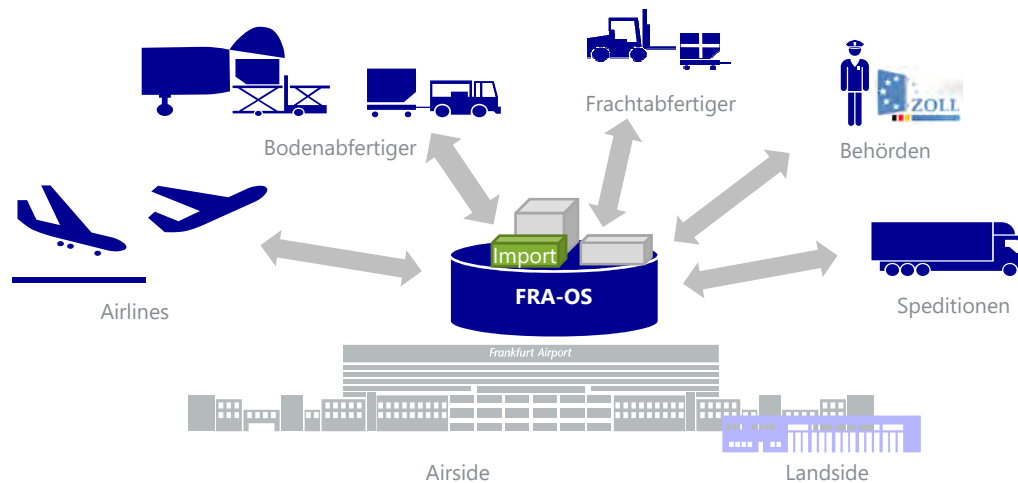 Frachtabfertiger
ZOLL
Bodenabfertiger
Behörden
Import
FRA-OS
Airlines
Speditionen
Frankfurt Airport
Airside
Landside